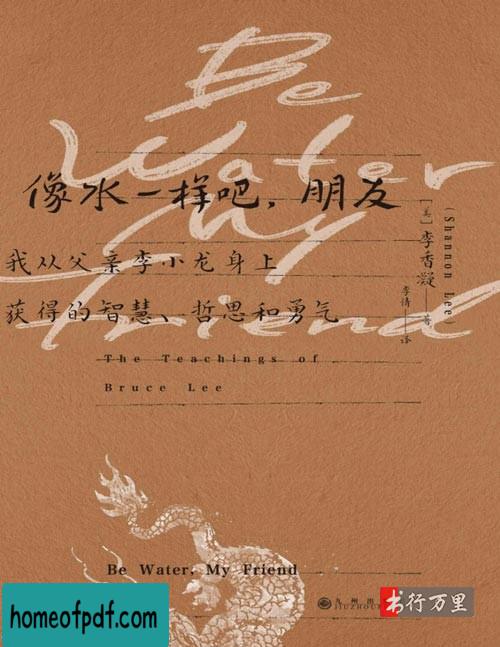 Be
Water
My
Friend
像水一样吧，朋友
我从父亲李小龙身上
获得的智慧、哲思和勇气
[美]李香凝——著
(Shannon Lee)
李倩——译
The Teachings of
Bruce Lee
Be Water, My Friend
九州出
JIUZHOU
书行万里
homeofpdf.com